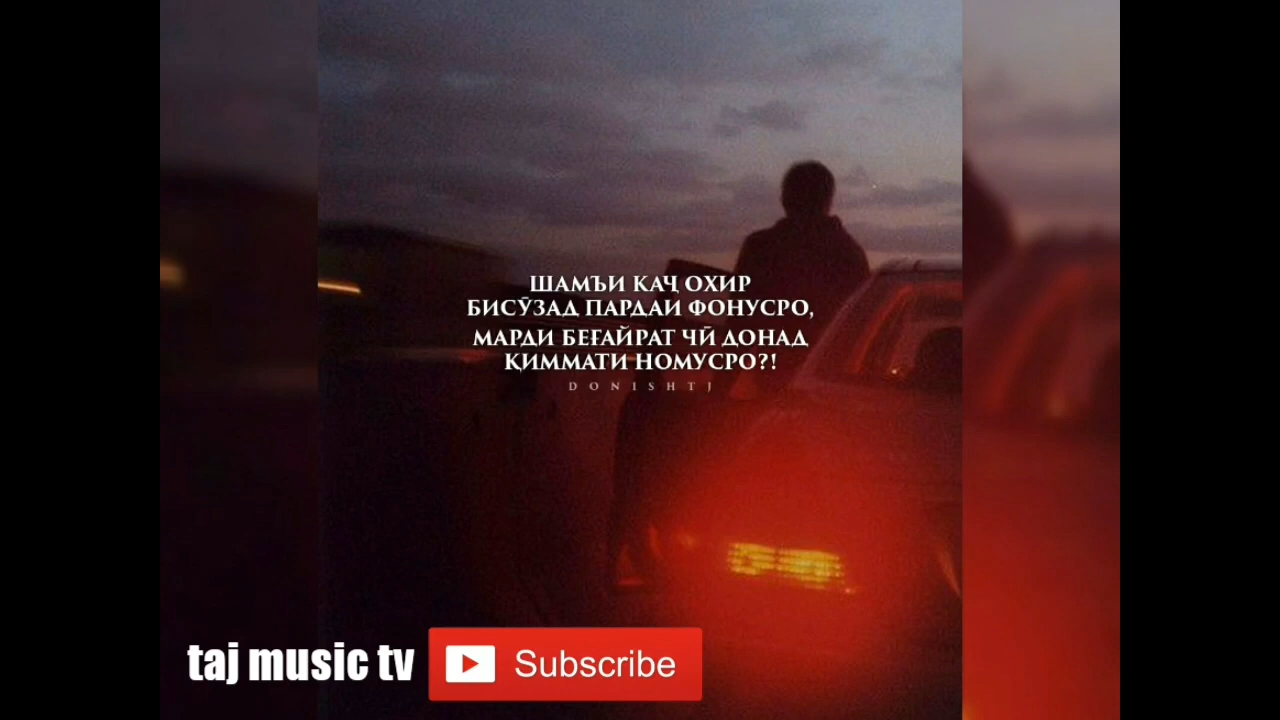 ШАМЪИ КАҶ ОХИР
БИСӮЗАД ПАРДАИ ФОНУСРО,
МАРДИ БЕҒАЙРАТ ЧӢ ДОНАД
ҚИММАТИ НОМУСРО?!
DONISHTJ
taj music tv
Subscribe